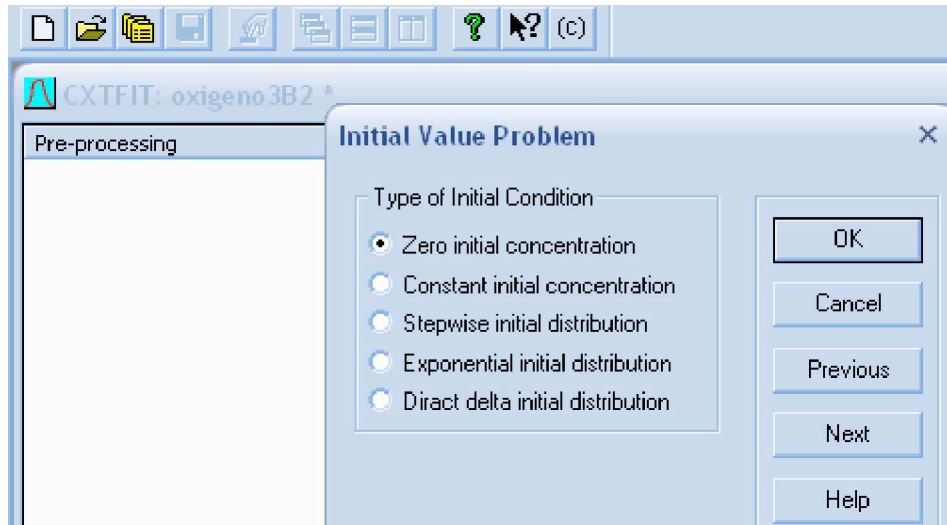 (c)
CXTFIT: oxigeno3B2 *
Pre-processing
Initial Value Problem
Type of Initial Condition
Zero initial concentration
Constant initial concentration
Stepwise initial distribution
Exponential initial distribution
Diract delta initial distribution
OK
Cancel
Previous
Next
Help